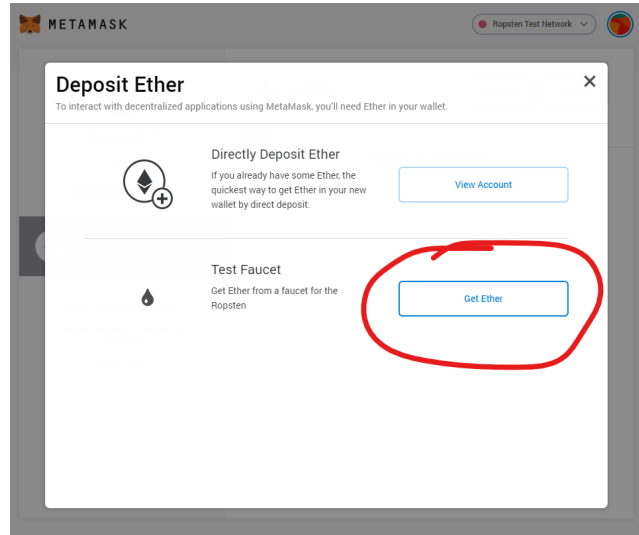 METAMASK
Ropsten Test Network
Deposit Ether
To interact with decentralized applications using MetaMask, you'll need Ether in your wallet.
Directly Deposit Ether
If you already have some Ether, the
quickest way to get Ether in your new
wallet by direct deposit.
View Account
Test Faucet
Get Ether from a faucet for the
Ropsten
Get Ether